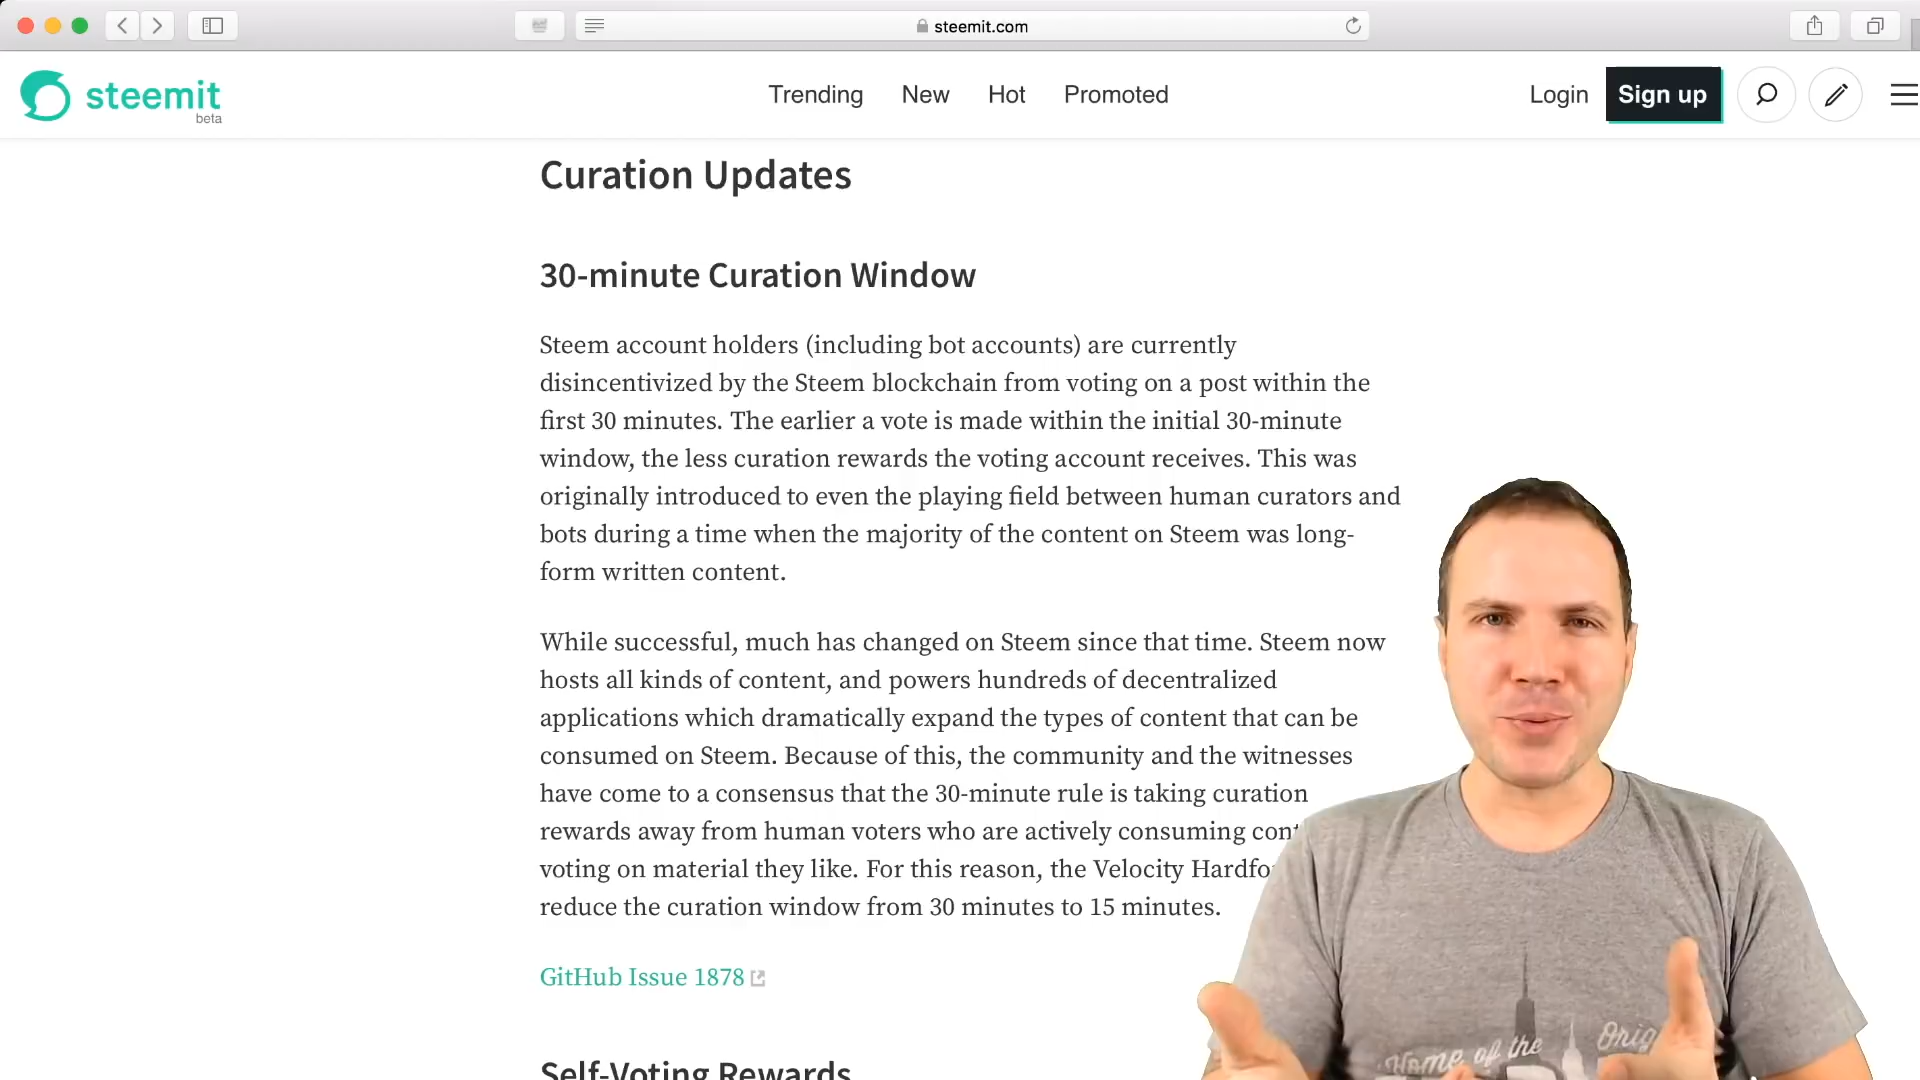 steemit.com
steemit
beta
Trending
New
Hot
Promoted
Login
Sign up
Curation Updates
30-minute Curation Window
Steem account holders (including bot accounts) are currently
disincentivized by the Steem blockchain from voting on a post within the
first 30 minutes. The earlier a vote is made within the initial 30-minute
window, the less curation rewards the voting account receives. This was
originally introduced to even the playing field between human curators and
bots during a time when the majority of the content on Steem was long-
form written content.
While successful, much has changed on Steem since that time. Steem now
hosts all kinds of content, and powers hundreds of decentralized
applications which dramatically expand the types of content that can be
consumed on Steem. Because of this, the community and the witnesses
have come to a consensus that the 30-minute rule is taking curation
rewards away from human voters who are actively consuming
voting on material they like. For this reason, the Velocity
reduce the curation window from 30 minutes to 15 minutes.
GitHub Issue 1878
Self-Voting Rewards
Home of the